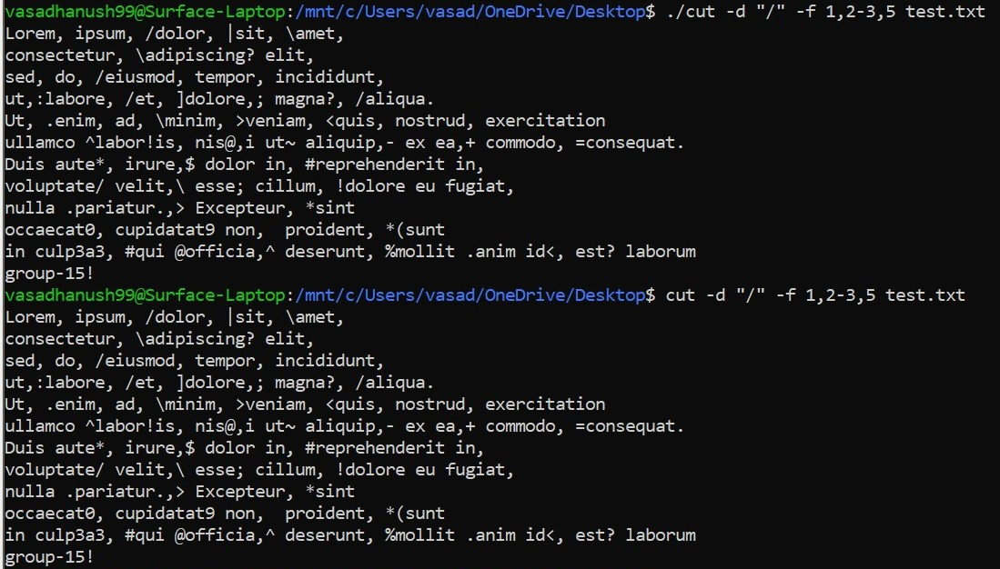 vasadhanush99@Surface-Laptop:/mnt/c/Users/vasad/OneDrive/Desktop$ ./cut -d "/" -f 1,2-3,5 test.txt
Lorem, ipsum, /dolor, |sit, \amet,
consectetur, \adipiscing? elit,
sed, do, /eiusmod, tempor, incididunt,
ut,:labore, /et, ]dolore,; magna?, /aliqua.
Ut, .enim, ad, \minim, >veniam, <quis, nostrud, exercitation
ullamco ^labor!is, nis@,i ut~ aliquip,- ex ea,+ commodo, =consequat.
Duis aute*, irure,$ dolor in, #reprehenderit in,
voluptate/ velit,\ esse; cillum, !dolore eu fugiat,
nulla .pariatur.,> Excepteur, *sint
occaecat0, cupidatat9 non,  proident, *(sunt
in culp3a3, #qui @officia,^ deserunt, %mollit .anim id<, est? laborum
group-15!
vasadhanush99@Surface-Laptop:/mnt/c/Users/vasad/OneDrive/Desktop$ cut -d "/" -f 1,2-3,5 test.txt
Lorem, ipsum, /dolor, |sit, \amet,
consectetur, \adipiscing? elit,
sed, do, /eiusmod, tempor, incididunt,
ut,:labore, /et, ]dolore,; magna?, /aliqua.
Ut, .enim, ad, \minim, >veniam, <quis, nostrud, exercitation
ullamco ^labor!is, nis@,i ut~ aliquip,- ex ea,+ commodo, =consequat.
Duis aute*, irure,$ dolor in, #reprehenderit in,
voluptate/ velit,\ esse; cillum, !dolore eu fugiat,
nulla .pariatur.,> Excepteur, *sint
occaecat0, cupidatat9 non,  proident, *(sunt
in culp3a3, #qui @officia,^ deserunt, %mollit .anim id<, est? laborum
group-15!